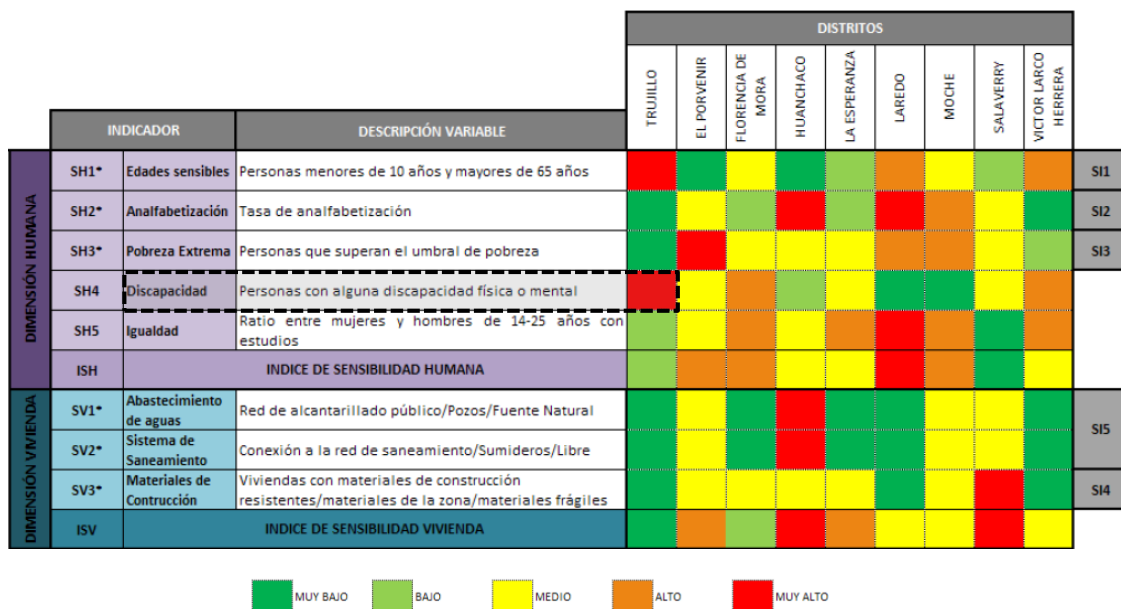 DISTRITOS
TRUJILLO
EL PORVENIR
FLORENCIA DE
MORA
HUANCHACO
LA ESPERANZA
LAREDO
MOCHE
SALAVERRY
VICTOR LARCO
HERRERA
INDICADOR DESCRIPCIÓN VARIABLE
DIMENSIÓN HUMANA
SH1* Edades sensibles Personas menores de 10 años y mayores de 65 años SI1
SH2* Analfabetización Tasa de analfabetización SI2
SH3* Pobreza Extrema Personas que superan el umbral de pobreza SI3
SH4 Discapacidad Personas con alguna discapacidad física o mental
SH5 Igualdad Ratio entre mujeres y hombres de 14-25 años con
estudios
ISH INDICE DE SENSIBILIDAD HUMANA
DIMENSIÓN VIVIENDA
SV1* Abastecimiento
de aguas Red de alcantarillado público/Pozos/Fuente Natural
SI5
SV2* Sistema de
Saneamiento Conexión a la red de saneamiento/Sumideros/Libre
SV3* Materiales de
Contrucción Viviendas con materiales de construcción
resistentes/materiales de la zona/materiales frágiles SI4
ISV INDICE DE SENSIBILIDAD VIVIENDA
MUY BAJO BAJO MEDIO ALTO MUY ALTO